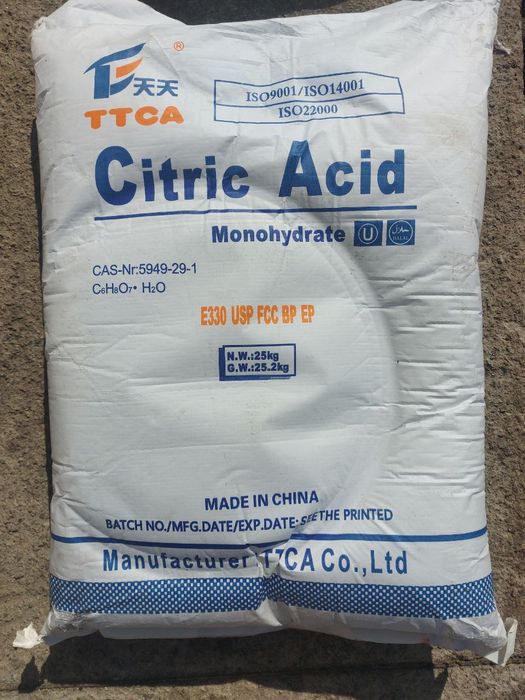 天天
®
TTCA
ISO9001/ISO14001
ISO22000
Citric Acid
Monohydrate U حلال HALAL
CAS-Nr:5949-29-1
C₆H₈O₇• H₂O
E330 USP FCC BP EP
N.W.:25kg
G.W.:25.2kg
MADE IN CHINA
BATCH NO./MFG.DATE/EXP.DATE: SEE THE PRINTED
Manufacturer TTCA Co.,Ltd